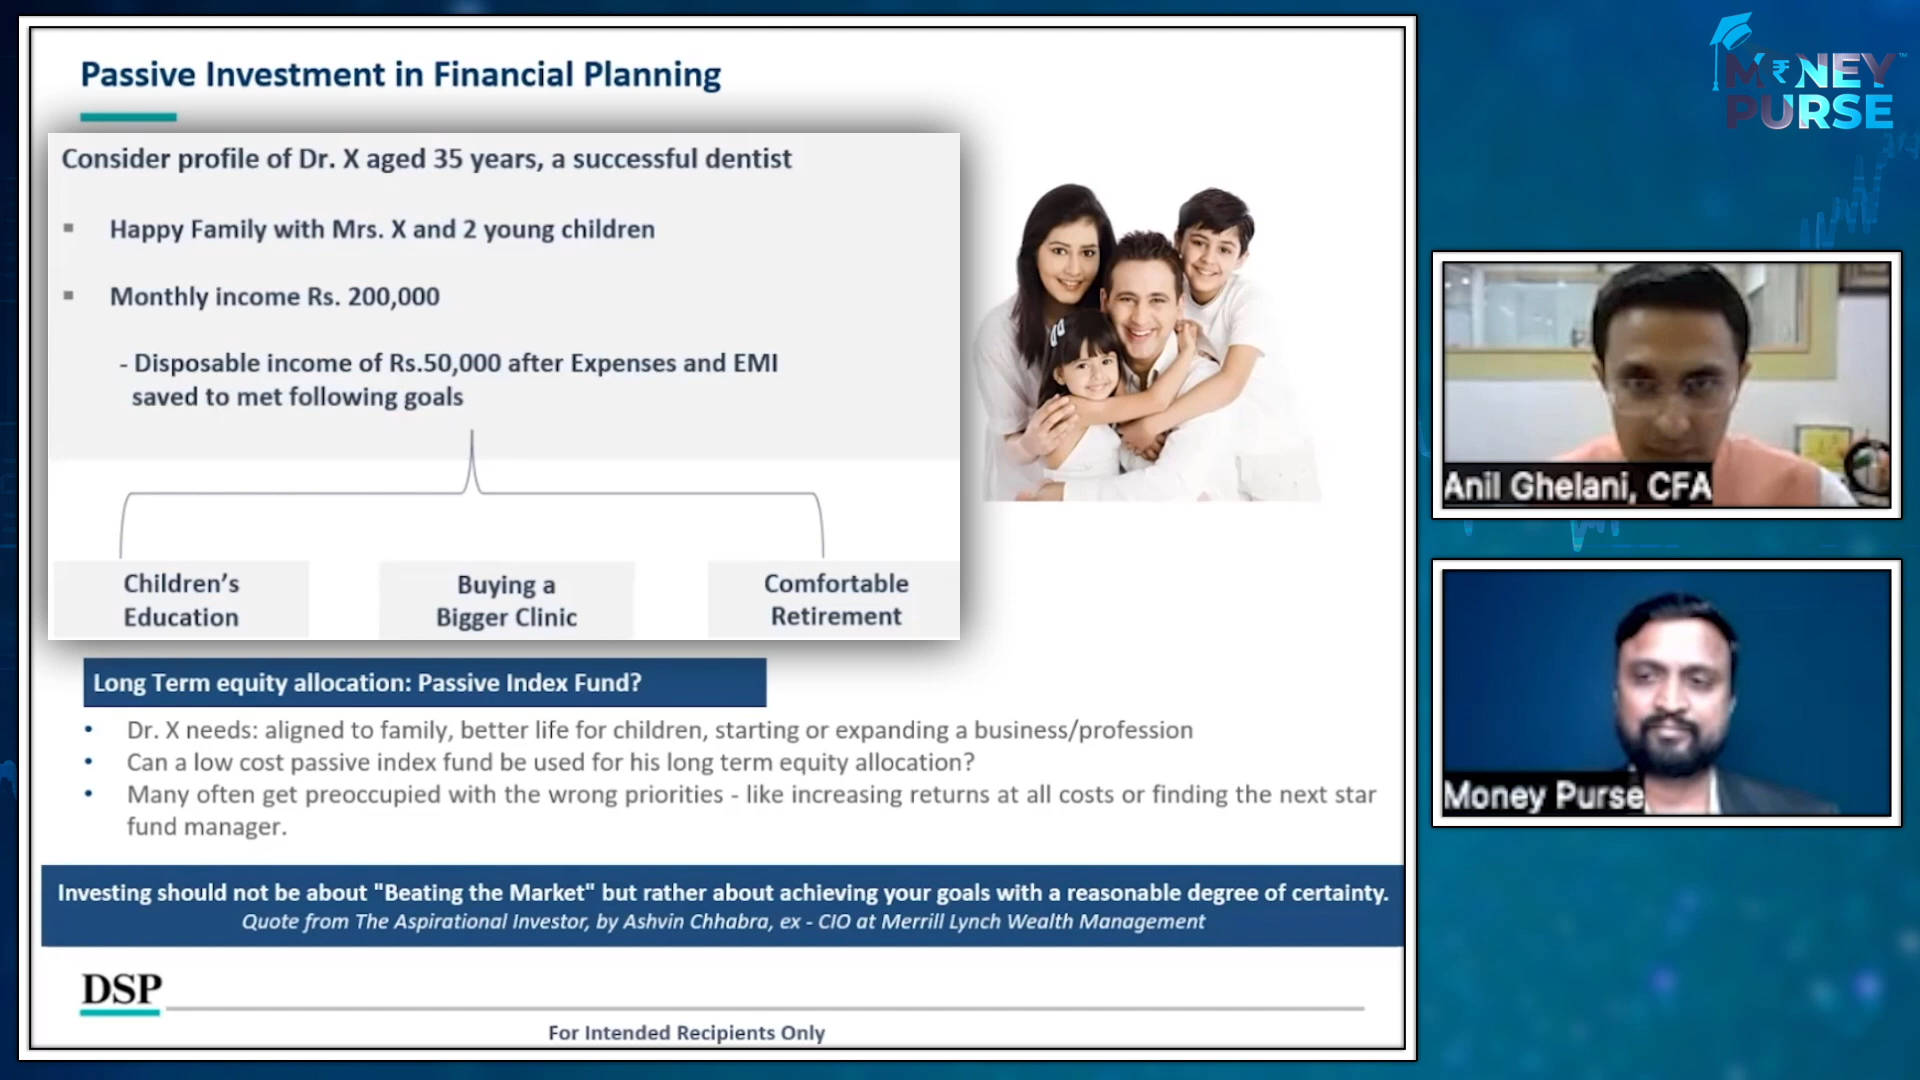 Passive Investment in Financial Planning
Consider profile of Dr. X aged 35 years, a successful dentist
▪ Happy Family with Mrs. X and 2 young children
▪ Monthly income Rs. 200,000
- Disposable income of Rs.50,000 after Expenses and EMI
saved to met following goals
Children's
Education
Buying a
Bigger Clinic
Comfortable
Retirement
Long Term equity allocation: Passive Index Fund?
• Dr. X needs: aligned to family, better life for children, starting or expanding a business/profession
• Can a low cost passive index fund be used for his long term equity allocation?
• Many often get preoccupied with the wrong priorities - like increasing returns at all costs or finding the next star
fund manager.
Investing should not be about "Beating the Market" but rather about achieving your goals with a reasonable degree of certainty.
Quote from The Aspirational Investor, by Ashvin Chhabra, ex - CIO at Merrill Lynch Wealth Management
DSP
For Intended Recipients Only
M₹NEY
PURSE
™
Anil Ghelani, CFA
Money Purse